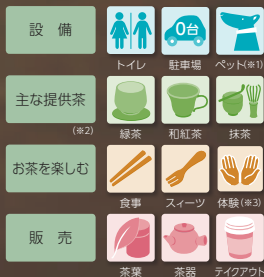 設 備
0台
トイレ 駐車場 ペット(※1)
主な提供茶
(※2) 緑茶 和紅茶 抹茶
お茶を楽しむ
食事 スィーツ 体験(※3)
販 売
茶葉 茶器 テイクアウト